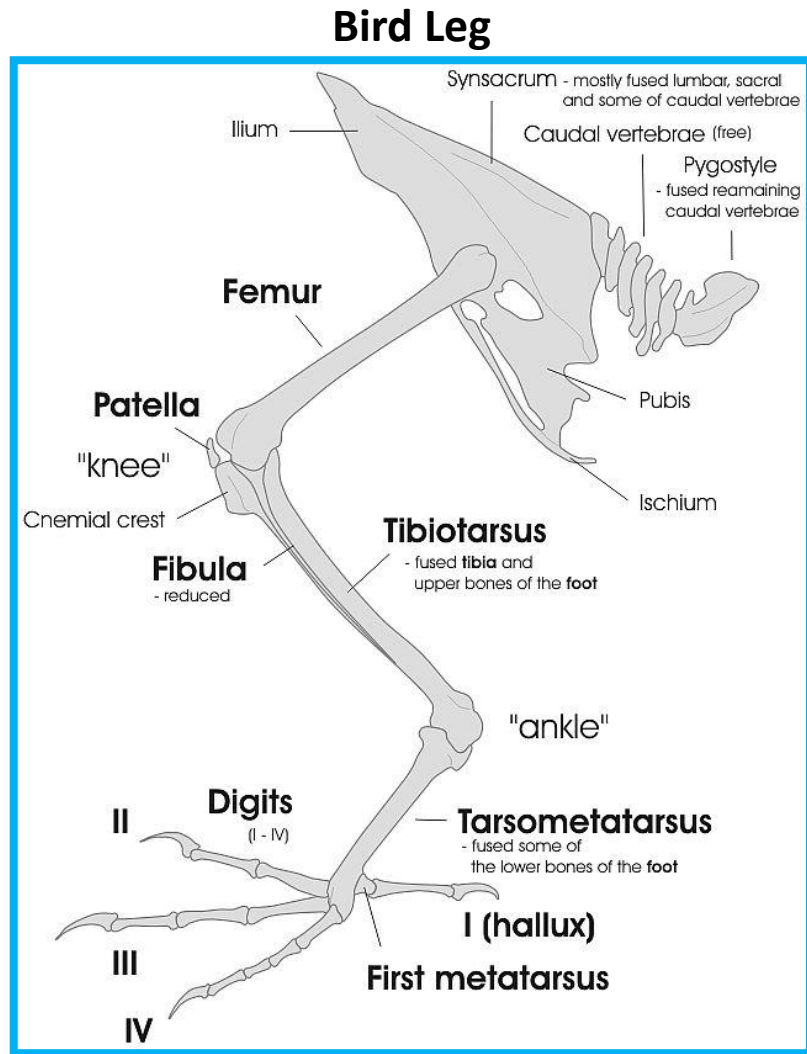 Bird Leg
Synsacrum - mostly fused lumbar, sacral
and some of caudal vertebrae
Ilium
Caudal vertebrae (free)
Pygostyle
- fused reamaining
caudal vertebrae
Femur
Patella
"knee"
Pubis
Cnemial crest
Ischium
Tibiotarsus
- fused tibia and
upper bones of the foot
Fibula
- reduced
"ankle"
Digits
(I - IV)
II
Tarsometatarsus
- fused some of
the lower bones of the foot
I (hallux)
III
First metatarsus
IV